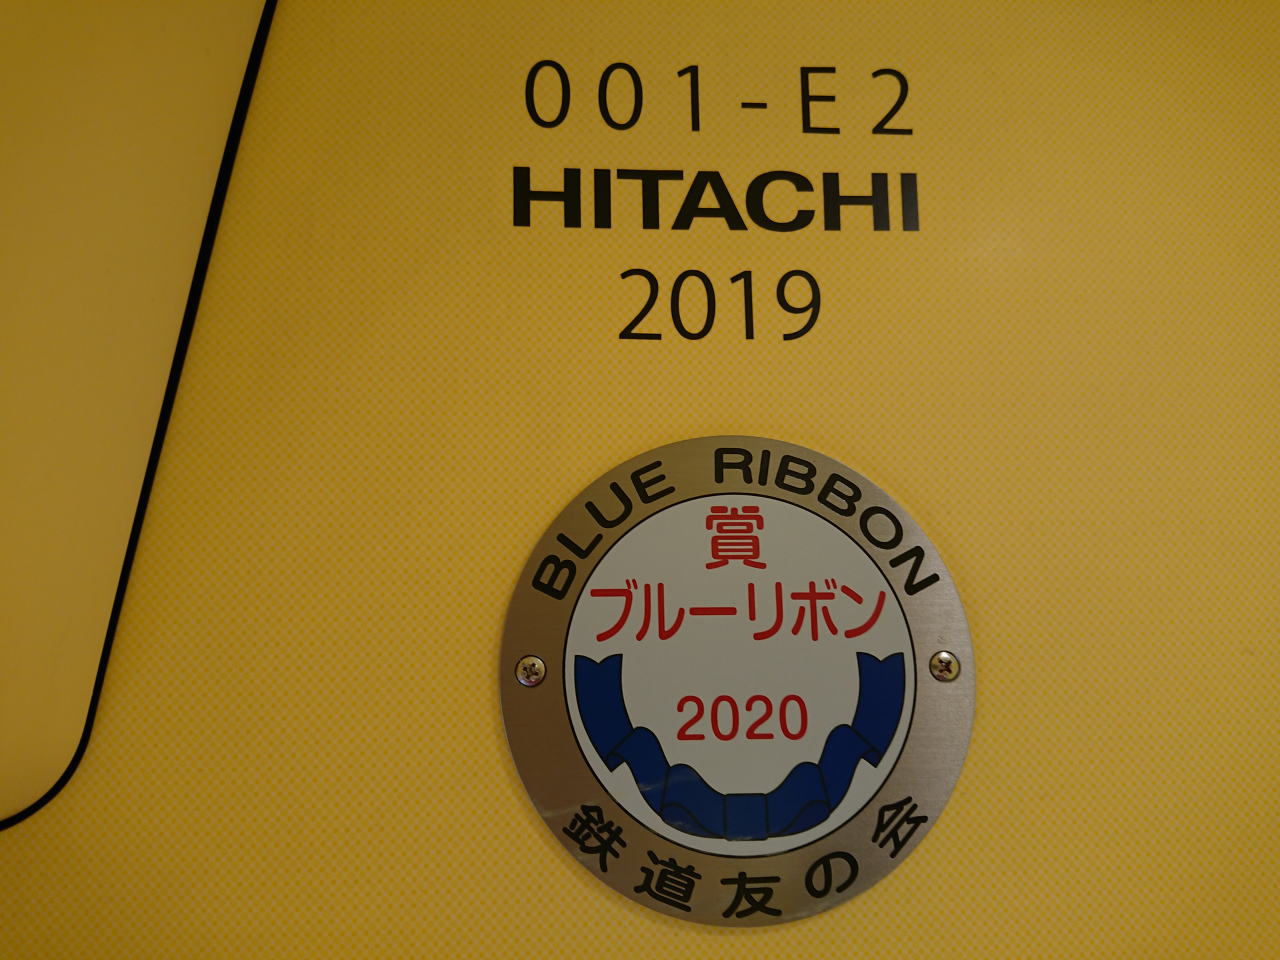 001-E2
HITACHI
2019
BLUE RIBBON
賞
ブルーリボン
2020
鉄道友の会